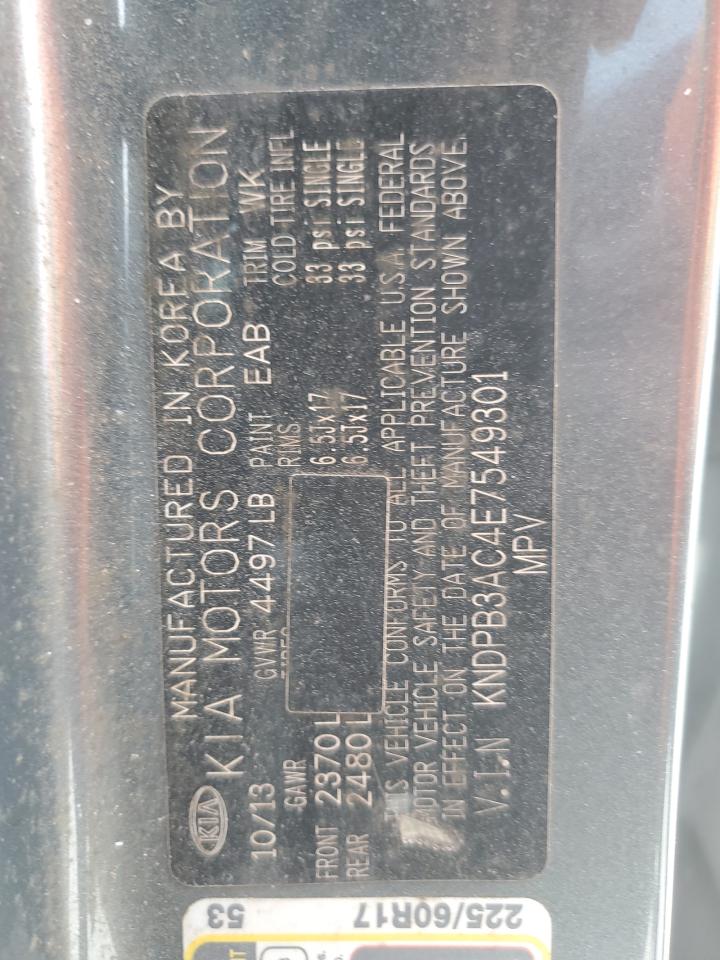 MANUFACTURED IN KOREA BY
KIA KIA MOTORS CORPORATION
10/13 GVWR 4497 LB PAINT EAB TRIM WK
GAWR RIMS COLD TIRE INFL
FRONT 2370 L 6.5Jx17 33 psi SINGLE
REAR 2480 L 6.5Jx17 33 psi SINGLE
THIS VEHICLE CONFORMS TO ALL APPLICABLE U.S.A. FEDERAL
MOTOR VEHICLE SAFETY AND THEFT PREVENTION STANDARDS
IN EFFECT ON THE DATE OF MANUFACTURE SHOWN ABOVE.
V.I.N KNDPB3AC4E7549301
MPV
225/60R17 53